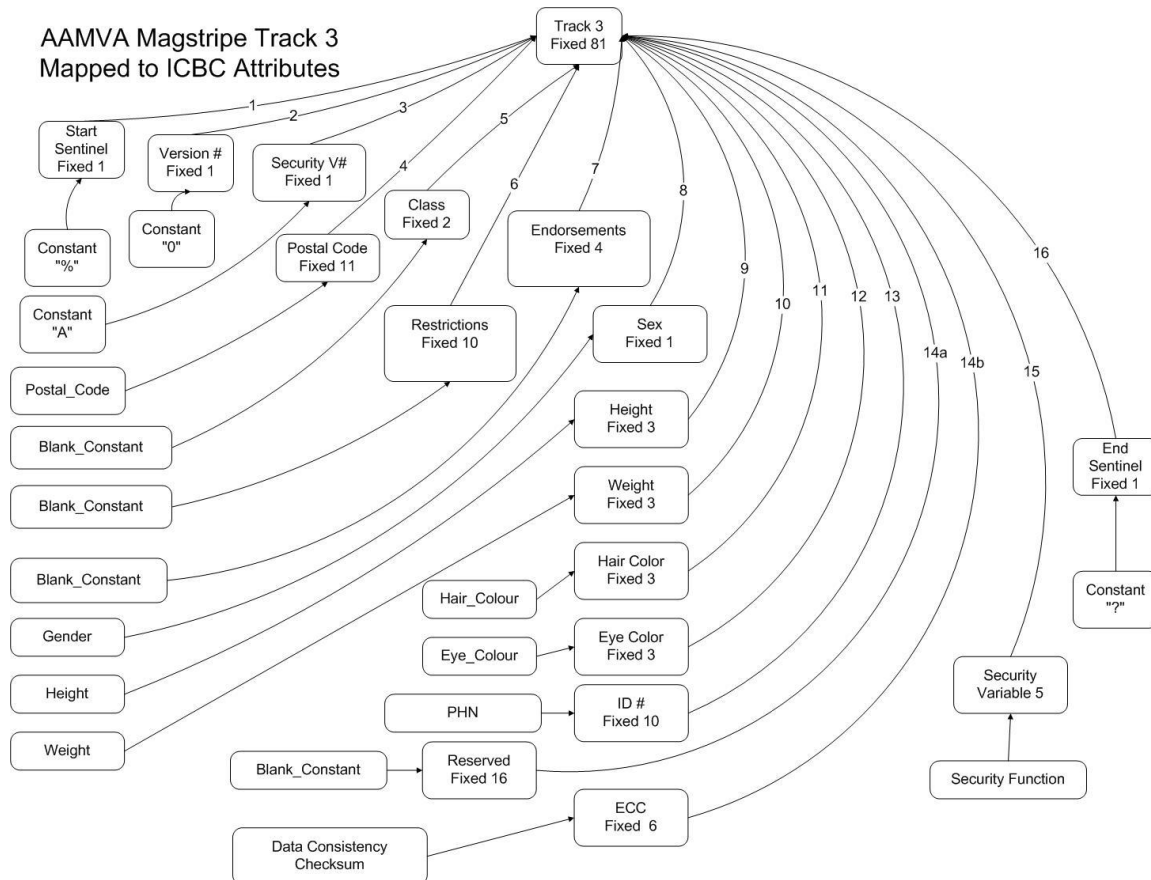 AAMVA Magstripe Track 3
Mapped to ICBC Attributes
Track 3
Fixed 81
1
2
3
4
5
6
7
8
9
10
11
12
13
14a
14b
15
16
Start
Sentinel
Fixed 1
Version #
Fixed 1
Security V#
Fixed 1
Class
Fixed 2
Postal Code
Fixed 11
Endorsements
Fixed 4
Constant
"%"
Constant
"0"
Constant
"A"
Restrictions
Fixed 10
Sex
Fixed 1
Postal_Code
Blank_Constant
Blank_Constant
Blank_Constant
Gender
Height
Weight
Height
Fixed 3
Weight
Fixed 3
Hair_Colour
Hair Color
Fixed 3
Eye_Colour
Eye Color
Fixed 3
PHN
ID #
Fixed 10
Blank_Constant
Reserved
Fixed 16
Data Consistency
Checksum
ECC
Fixed 6
End
Sentinel
Fixed 1
Constant
"?"
Security
Variable 5
Security Function